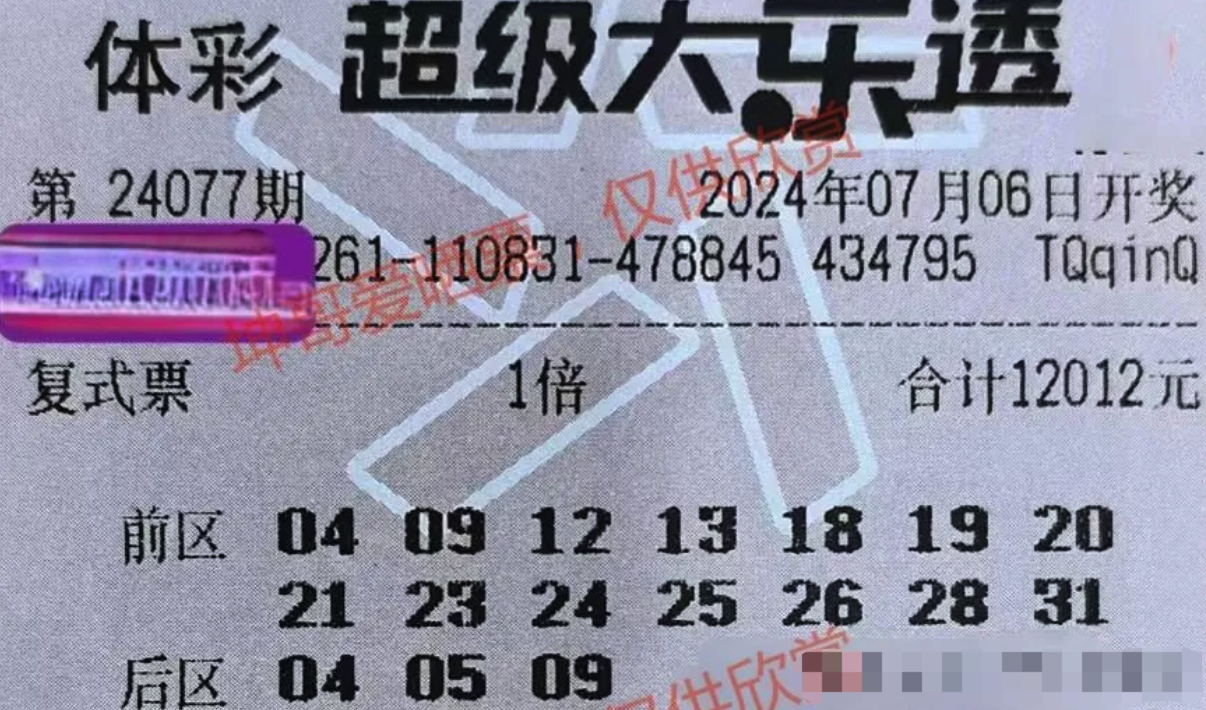 体彩 超级大乐透
第 24077期 2024年07月06日开奖
261-110831-478845 434795 TQqinQ
坤哥爱晒票，仅供欣赏
复式票 1倍 合计12012元
前区 04 09 12 13 18 19 20
21 23 24 25 26 28 31
后区 04 05 09
仅供欣赏